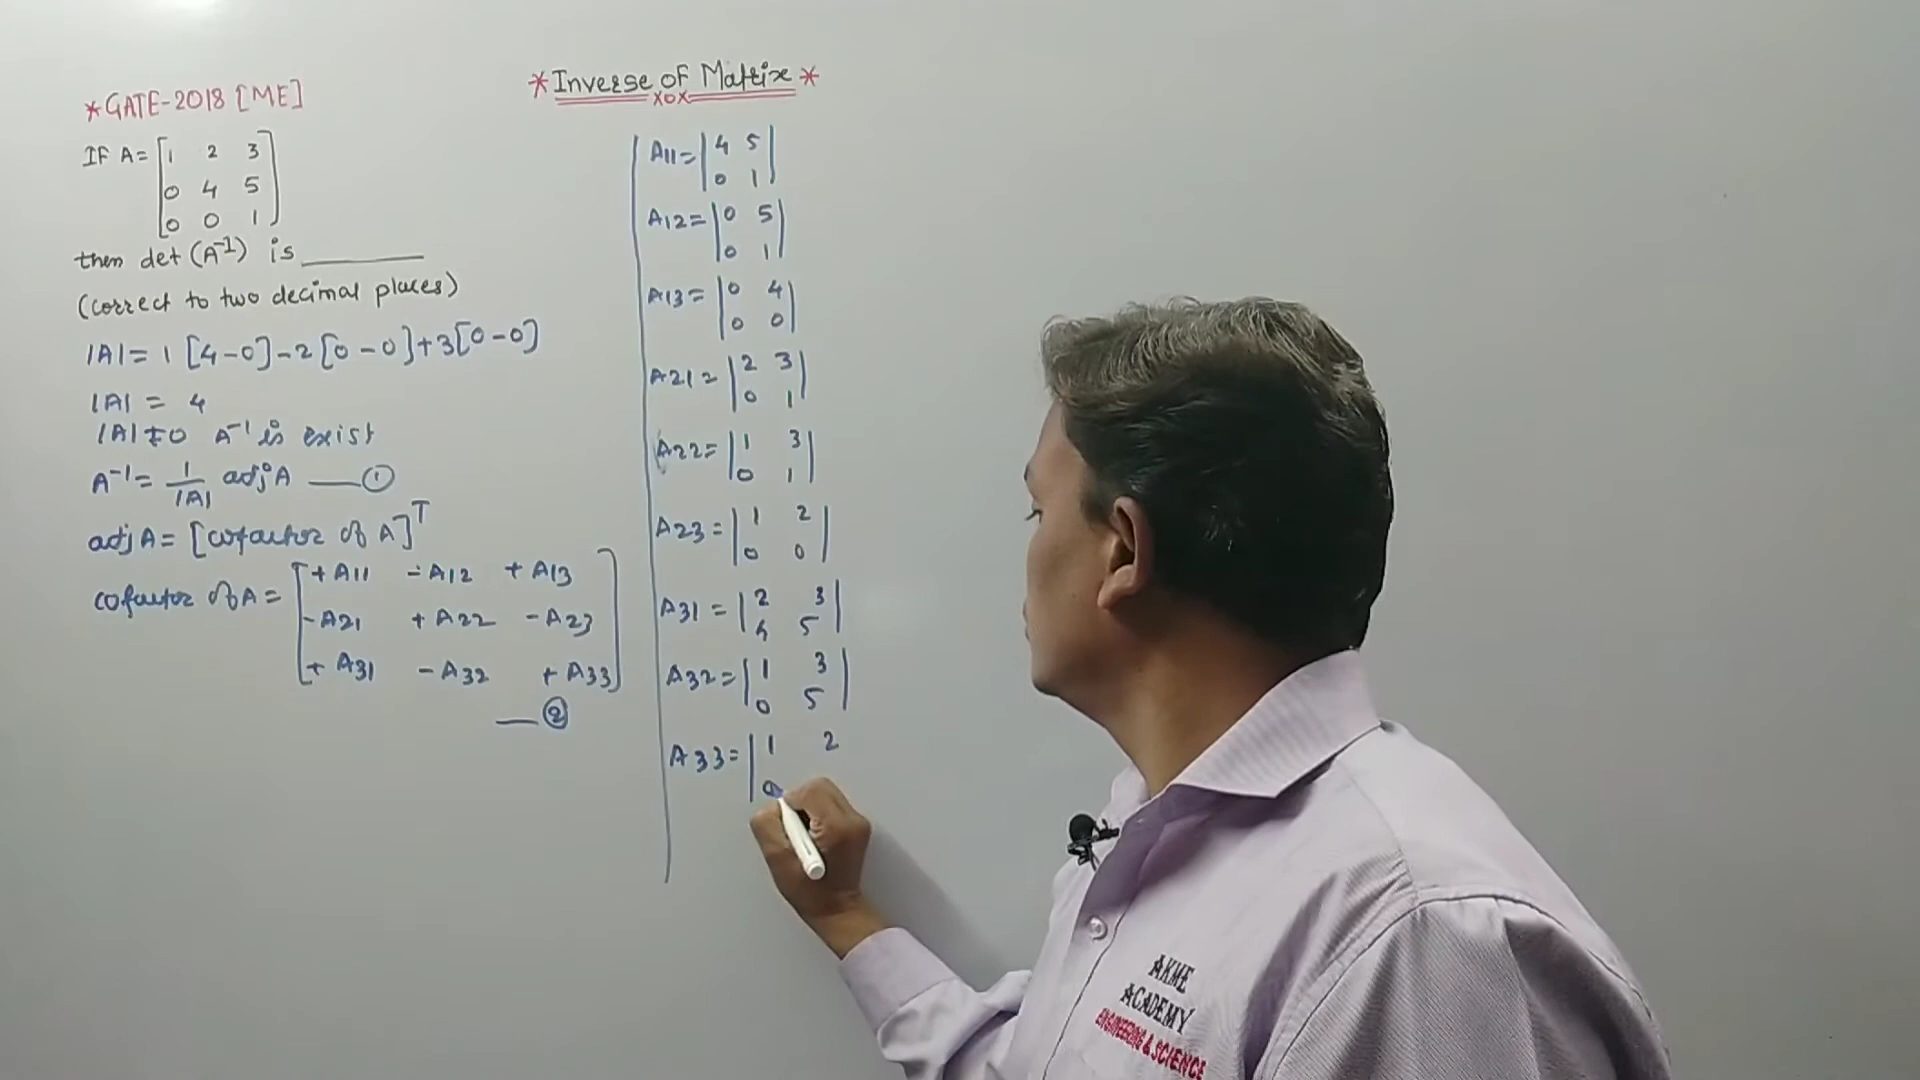 *GATE-2018 [ME]
IF A = [1 2 3
0 4 5
0 0 1]
then det (A⁻¹) is ________
(correct to two decimal places)
|A| = 1 [4-0] -2 [0-0] +3[0-0]
|A| = 4
|A| ≠ 0 A⁻¹ is exist
A⁻¹ = 1/|A| adj A —— ①
adj A = [cofactor of A]ᵀ
cofactor of A = [+A11 -A12 +A13
-A21 +A22 -A23
+A31 -A32 +A33]
—— ②
*Inverse of Matrix*
xox
A11 = |4 5|
|0 1|
A12 = |0 5|
|0 1|
A13 = |0 4|
|0 0|
A21 = |2 3|
|0 1|
A22 = |1 3|
|0 1|
A23 = |1 2|
|0 0|
A31 = |2 3|
|4 5|
A32 = |1 3|
|0 5|
A33 = |1 2
|0
AKME
ACADEMY
ENGINEERING & SCIENCE